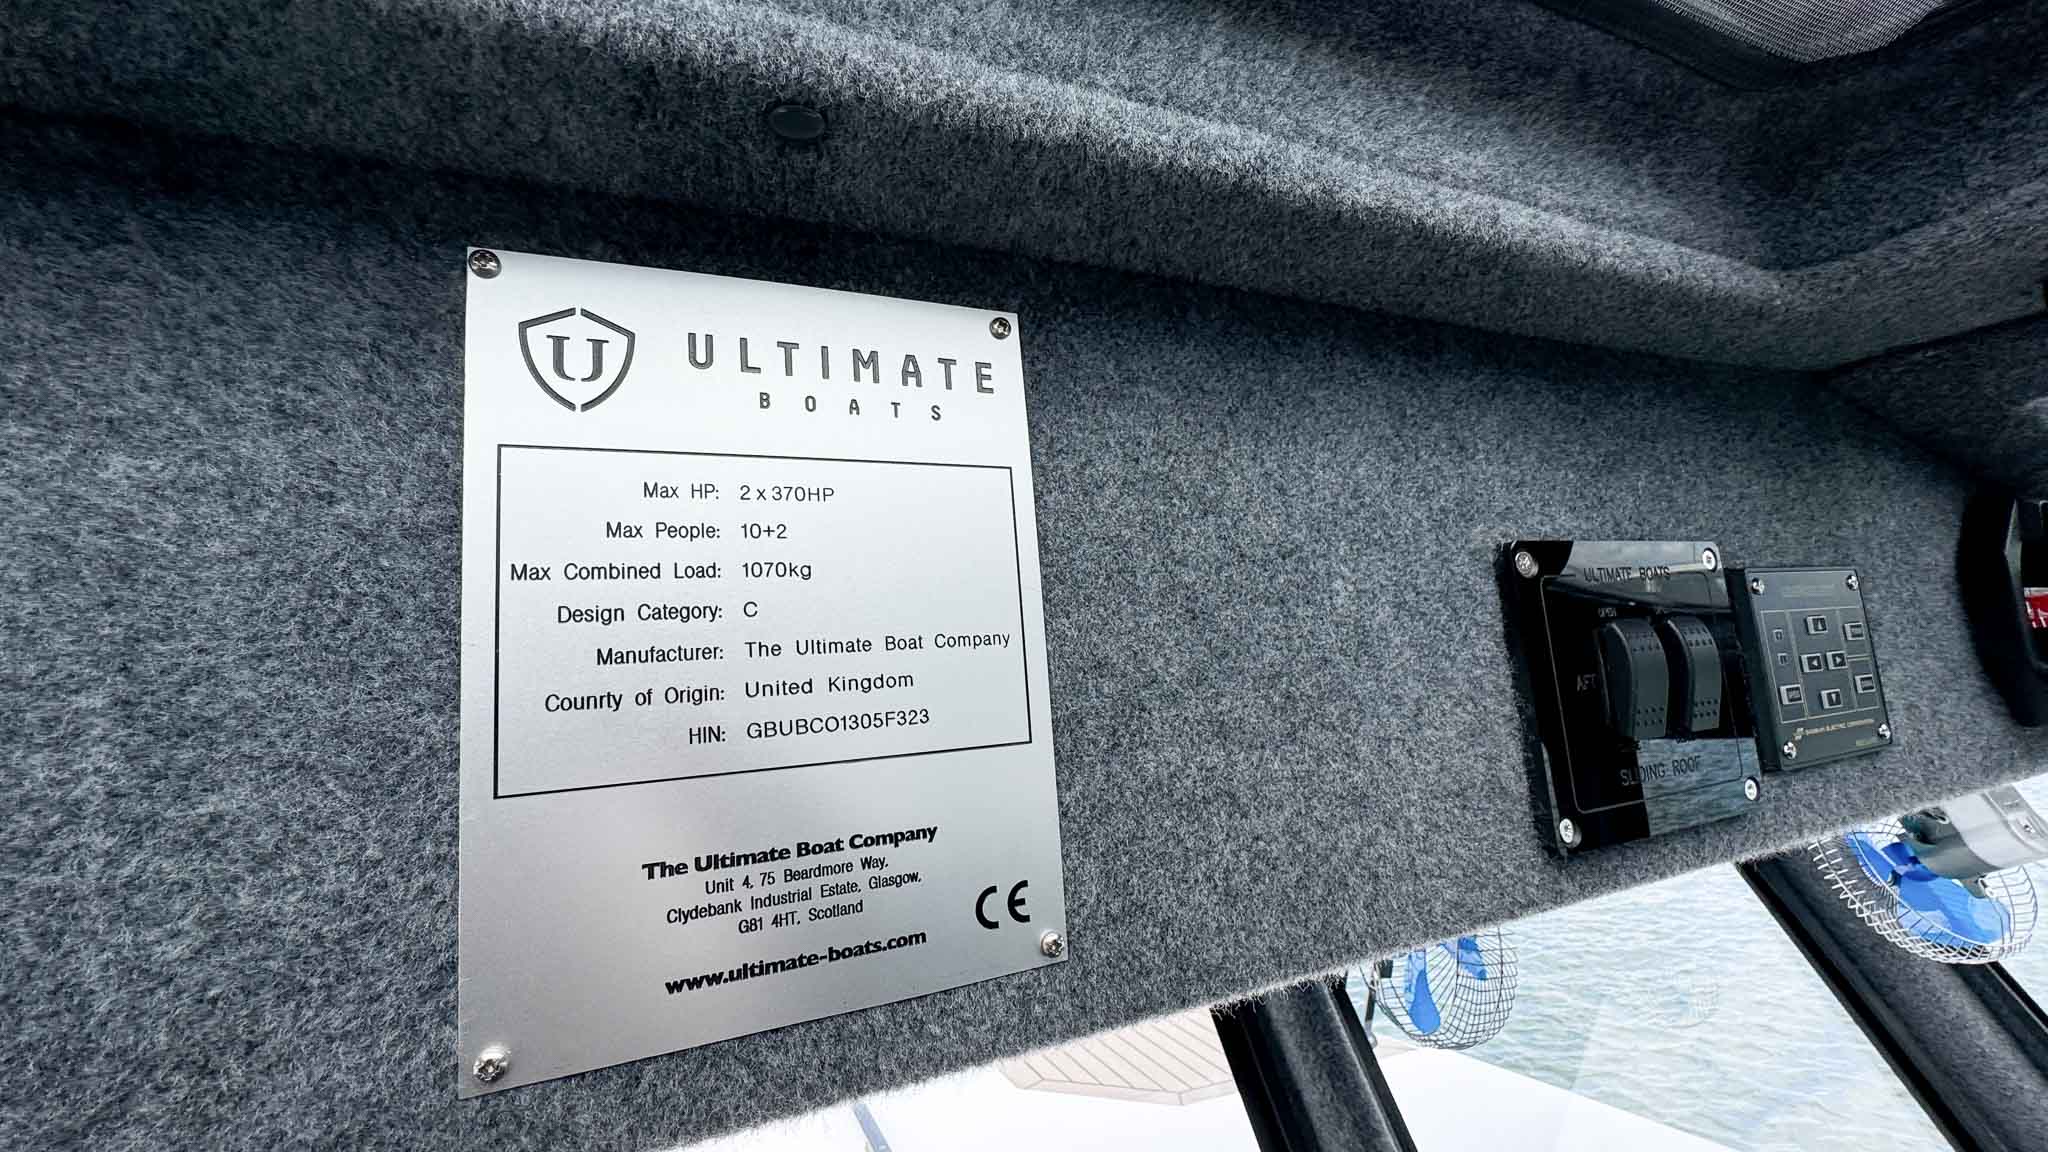 U
ULTIMATE
BOATS
Max HP: 2 x 370HP
Max People: 10+2
Max Combined Load: 1070kg
Design Category: C
Manufacturer: The Ultimate Boat Company
Counrty of Origin: United Kingdom
HIN: GBUBCO1305F323
The Ultimate Boat Company
Unit 4, 75 Beardmore Way,
Clydebank Industrial Estate, Glasgow,
G81 4HT, Scotland
www.ultimate-boats.com
CE
ULTIMATE BOATS
OPEN
AFT
SLIDING ROOF